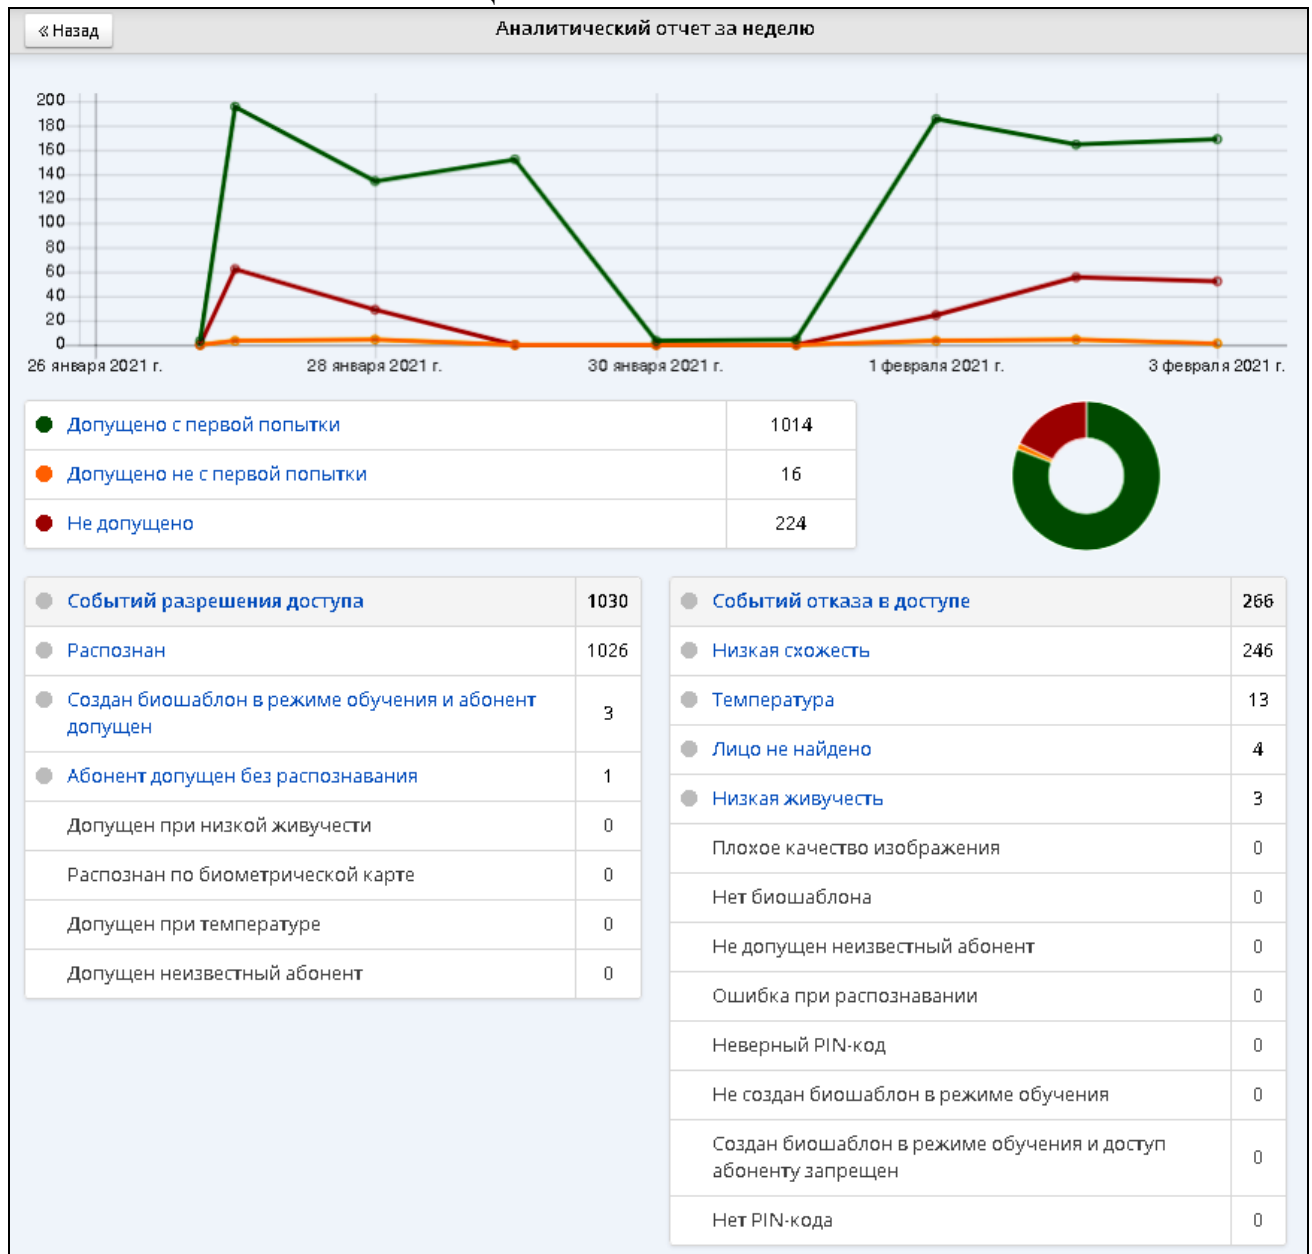 « Назад
Аналитический отчет за неделю
200
180
160
140
120
100
80
60
40
20
0
26 января 2021 г.
28 января 2021 г.
30 января 2021 г.
1 февраля 2021 г.
3 февраля 2021 г.
Допущено с первой попытки 1014
Допущено не с первой попытки 16
Не допущено 224
Событий разрешения доступа 1030
Распознан 1026
Создан биошаблон в режиме обучения и абонент
допущен 3
Абонент допущен без распознавания 1
Допущен при низкой живучести 0
Распознан по биометрической карте 0
Допущен при температуре 0
Допущен неизвестный абонент 0
Событий отказа в доступе 266
Низкая схожесть 246
Температура 13
Лицо не найдено 4
Низкая живучесть 3
Плохое качество изображения 0
Нет биошаблона 0
Не допущен неизвестный абонент 0
Ошибка при распознавании 0
Неверный PIN-код 0
Не создан биошаблон в режиме обучения 0
Создан биошаблон в режиме обучения и доступ
абоненту запрещен 0
Нет PIN-кода 0